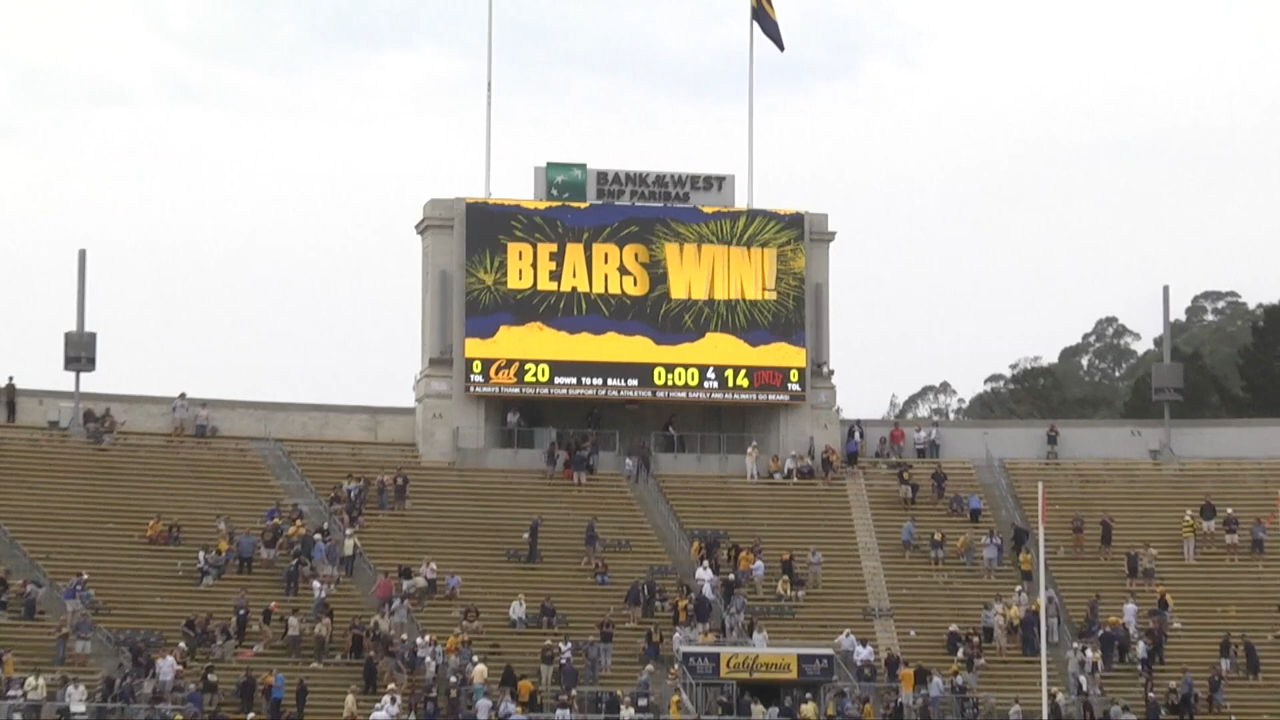 BANK of the WEST
BNP PARIBAS
BEARS WIN!
0 Cal 20 DOWN TO GO BALL ON 0:00 4 14 UNLV 0
TOL QTR TOL
S ALWAYS THANK YOU FOR YOUR SUPPORT OF CAL ATHLETICS. GET HOME SAFELY AND AS ALWAYS GO BEARS!
AA
California